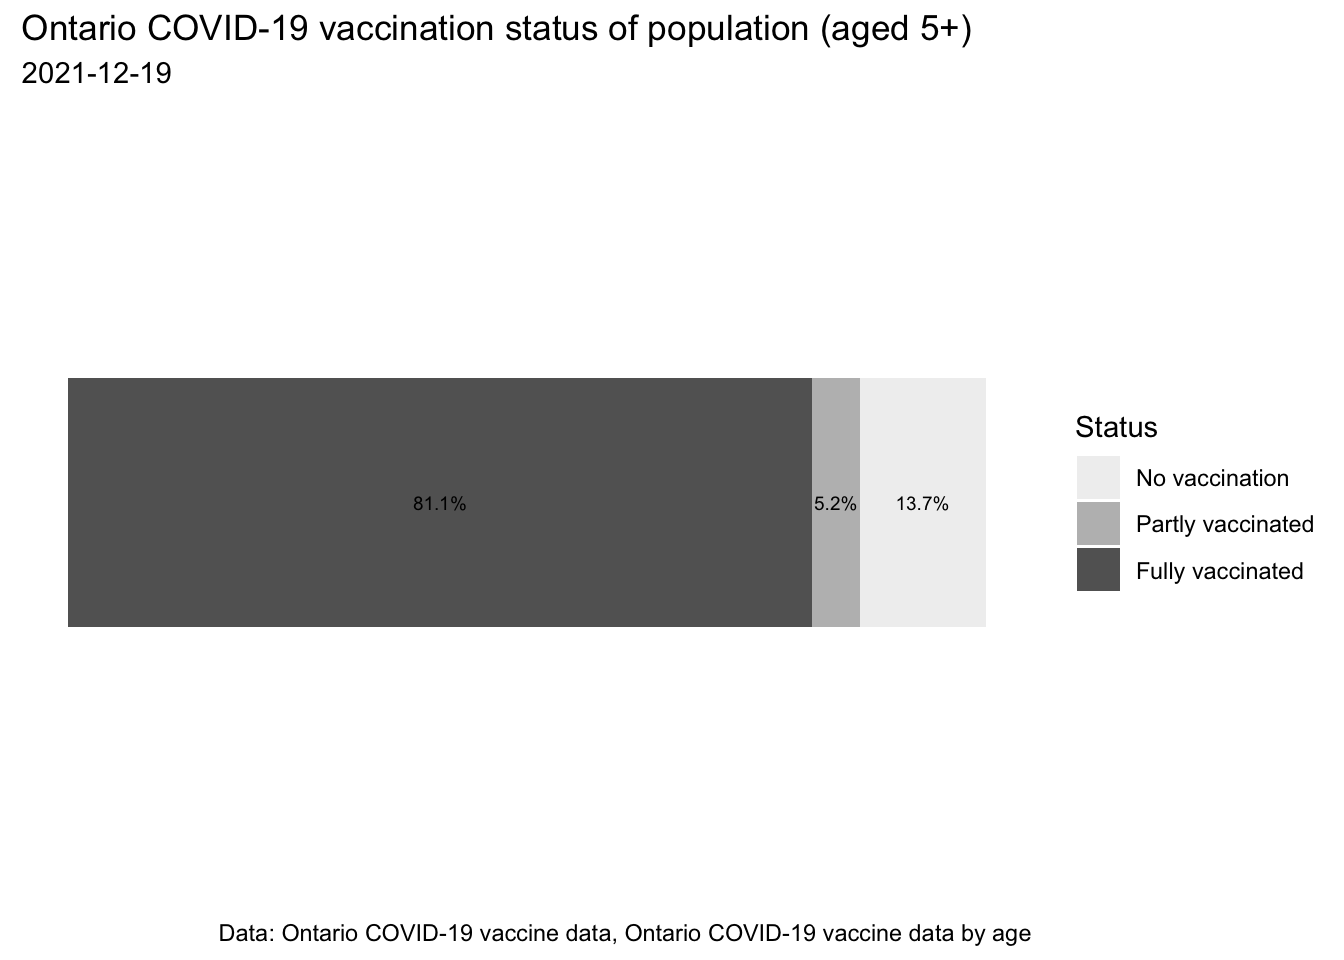 Ontario COVID-19 vaccination status of population (aged 5+)
2021-12-19
81.1%
5.2%
13.7%
Status
No vaccination
Partly vaccinated
Fully vaccinated
Data: Ontario COVID-19 vaccine data, Ontario COVID-19 vaccine data by age